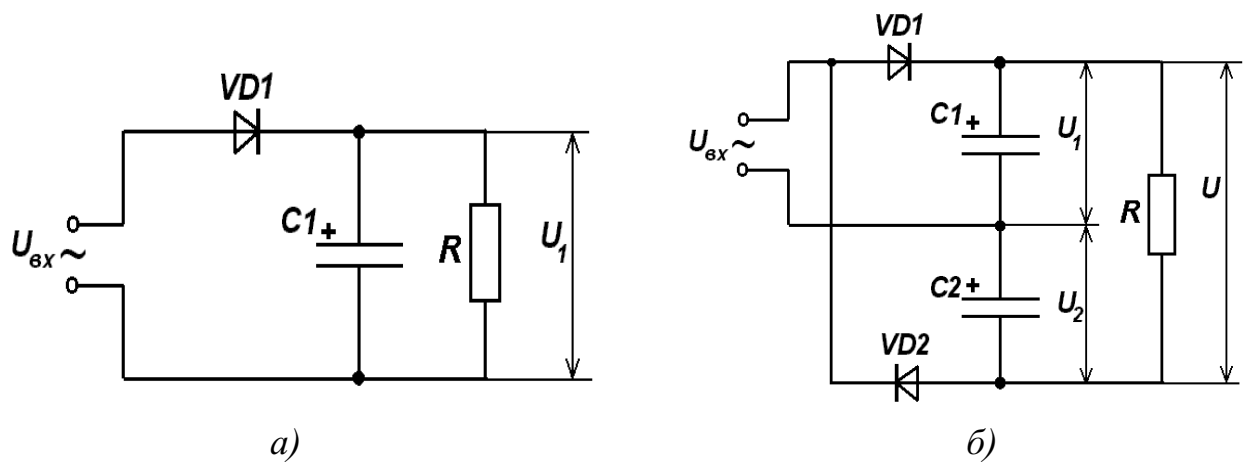 VD1
C1 +
R
U₁
Uвх ~
а)
VD1
C1 +
U₁
Uвх ~
R
U
C2 +
U₂
VD2
б)